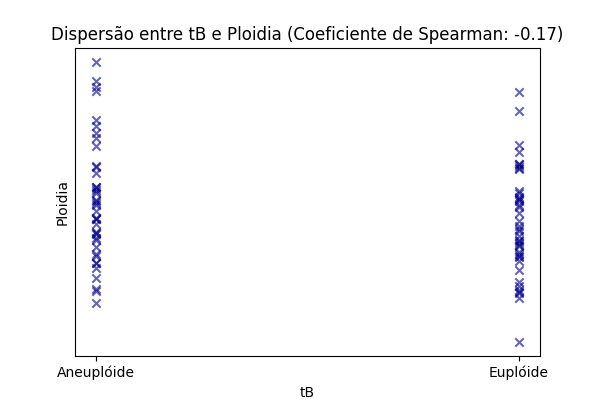 Dispersão entre tB e Ploidia (Coeficiente de Spearman: -0.17)
Ploidia
Aneuplóide
Euplóide
tB